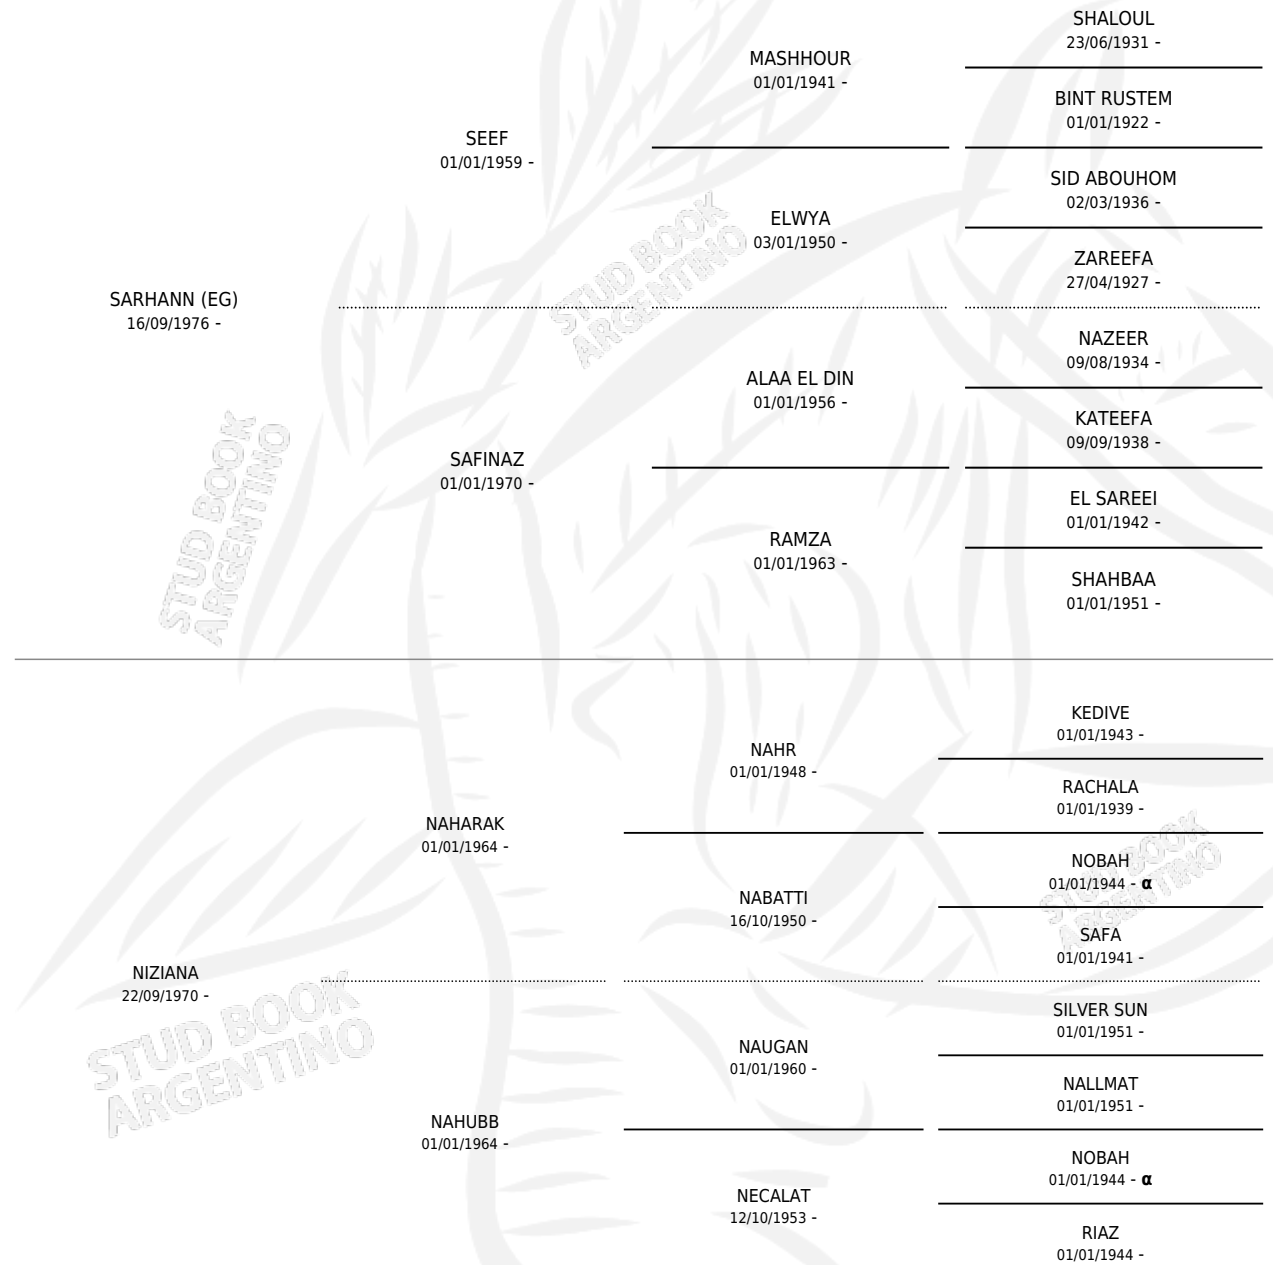 SHALOUL
23/06/1931 -
MASHHOUR
01/01/1941 -
BINT RUSTEM
01/01/1922 -
SEEF
01/01/1959 -
SID ABOUHOM
02/03/1936 -
ELWYA
03/01/1950 -
ZAREEFA
27/04/1927 -
SARHANN (EG)
16/09/1976 -
STUD BOOK
ARGENTINO
NAZEER
09/08/1934 -
ALAA EL DIN
01/01/1956 -
KATEEFA
09/09/1938 -
SAFINAZ
01/01/1970 -
EL SAREEI
01/01/1942 -
RAMZA
01/01/1963 -
SHAHBAA
01/01/1951 -
STUD BOOK
ARGENTINO
KEDIVE
01/01/1943 -
NAHR
01/01/1948 -
RACHALA
01/01/1939 -
NAHARAK
01/01/1964 -
NOBAH
01/01/1944 - α
NABATTI
16/10/1950 -
SAFA
01/01/1941 -
STUD BOOK
ARGENTINO
NIZIANA
22/09/1970 -
SILVER SUN
01/01/1951 -
NAUGAN
01/01/1960 -
NALLMAT
01/01/1951 -
STUD BOOK
ARGENTINO
NAHUBB
01/01/1964 -
NOBAH
01/01/1944 - α
NECALAT
12/10/1953 -
RIAZ
01/01/1944 -